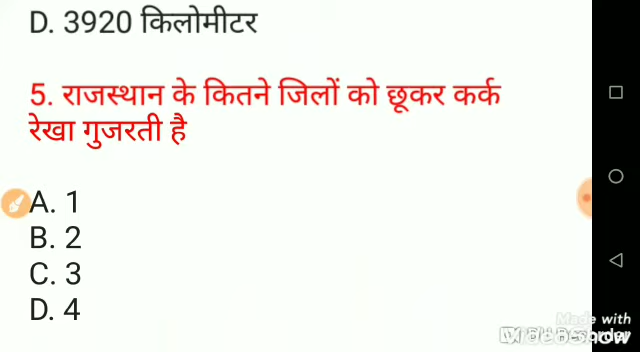 D. 3920 किलोमीटर
5. राजस्थान के कितने जिलों को छूकर कर्क
रेखा गुजरती है
A. 1
B. 2
C. 3
D. 4
Made with